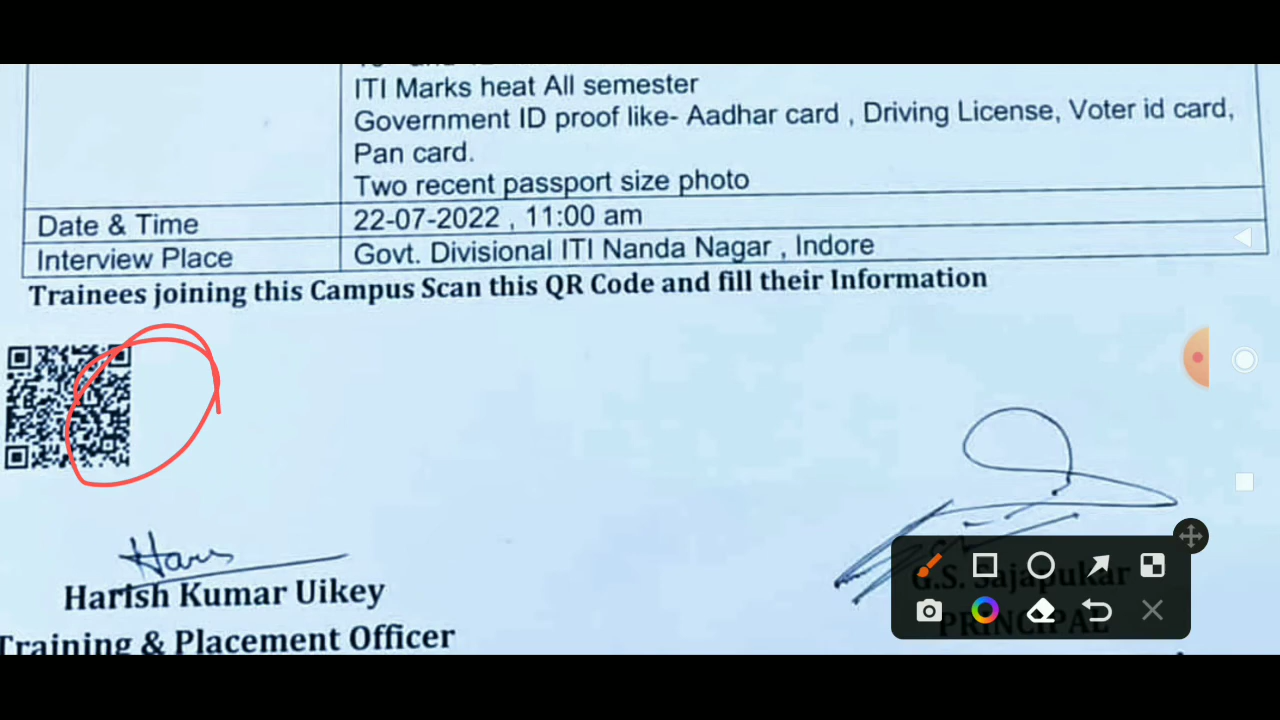 ITI Marks heat All semester
Government ID proof like- Aadhar card , Driving License, Voter id card,
Pan card.
Two recent passport size photo
Date & Time 22-07-2022 , 11:00 am
Interview Place Govt. Divisional ITI Nanda Nagar , Indore
Trainees joining this Campus Scan this QR Code and fill their Information
Haris
Harish Kumar Uikey
Training & Placement Officer
G.S. Sajapukar
PRINCIPAL